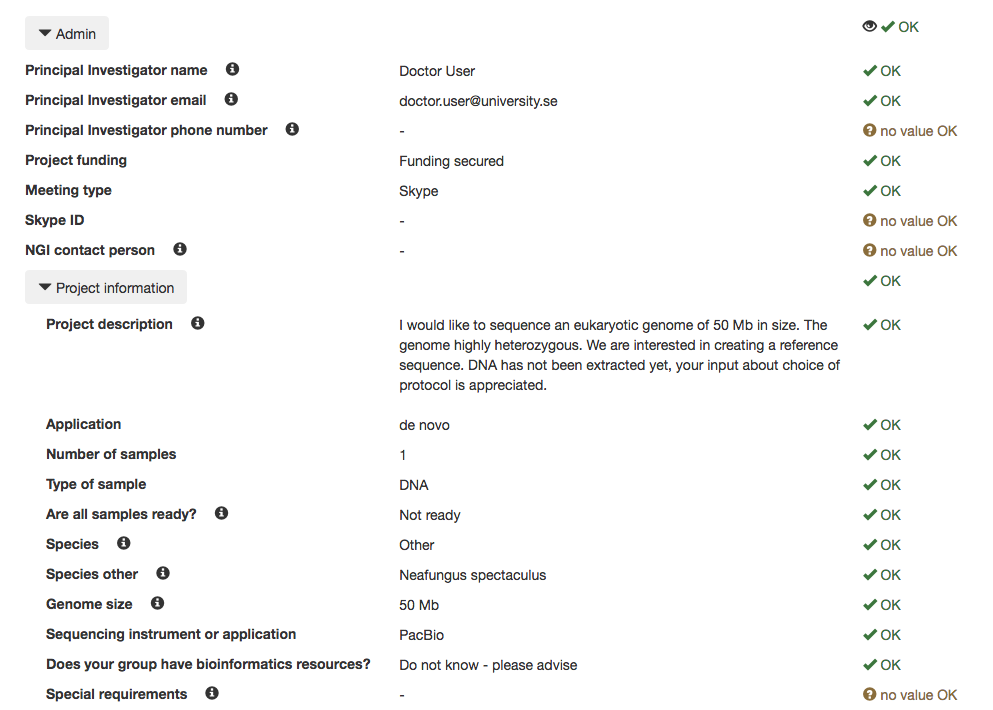 Admin OK
Principal Investigator name Doctor User OK
Principal Investigator email doctor.user@university.se OK
Principal Investigator phone number - no value OK
Project funding Funding secured OK
Meeting type Skype OK
Skype ID - no value OK
NGI contact person - no value OK
Project information OK
Project description I would like to sequence an eukaryotic genome of 50 Mb in size. The OK
genome highly heterozygous. We are interested in creating a reference
sequence. DNA has not been extracted yet, your input about choice of
protocol is appreciated.
Application de novo OK
Number of samples 1 OK
Type of sample DNA OK
Are all samples ready? Not ready OK
Species Other OK
Species other Neafungus spectaculus OK
Genome size 50 Mb OK
Sequencing instrument or application PacBio OK
Does your group have bioinformatics resources? Do not know - please advise OK
Special requirements - no value OK